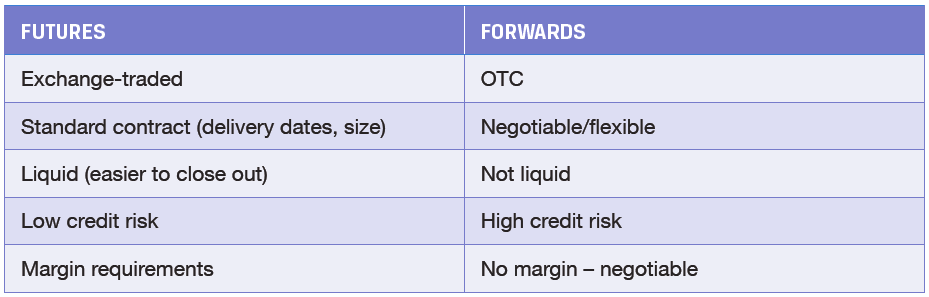 FUTURES FORWARDS
Exchange-traded OTC
Standard contract (delivery dates, size) Negotiable/flexible
Liquid (easier to close out) Not liquid
Low credit risk High credit risk
Margin requirements No margin – negotiable